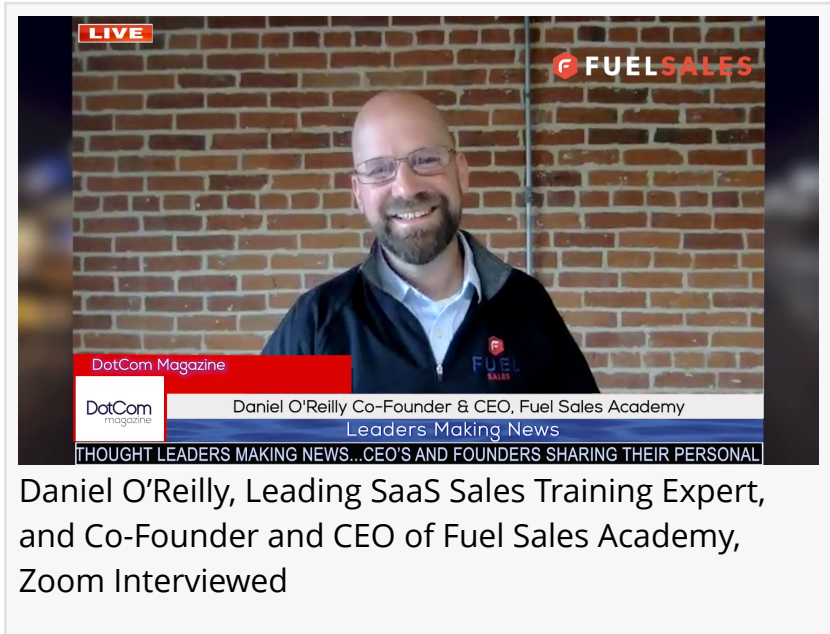 LIVE
FUELSALES
FUEL
SALES
DotCom Magazine
DotCom
magazine
Daniel O'Reilly Co-Founder & CEO, Fuel Sales Academy
Leaders Making News
THOUGHT LEADERS MAKING NEWS...CEO'S AND FOUNDERS SHARING THEIR PERSONAL
Daniel O’Reilly, Leading SaaS Sales Training Expert,
and Co-Founder and CEO of Fuel Sales Academy,
Zoom Interviewed